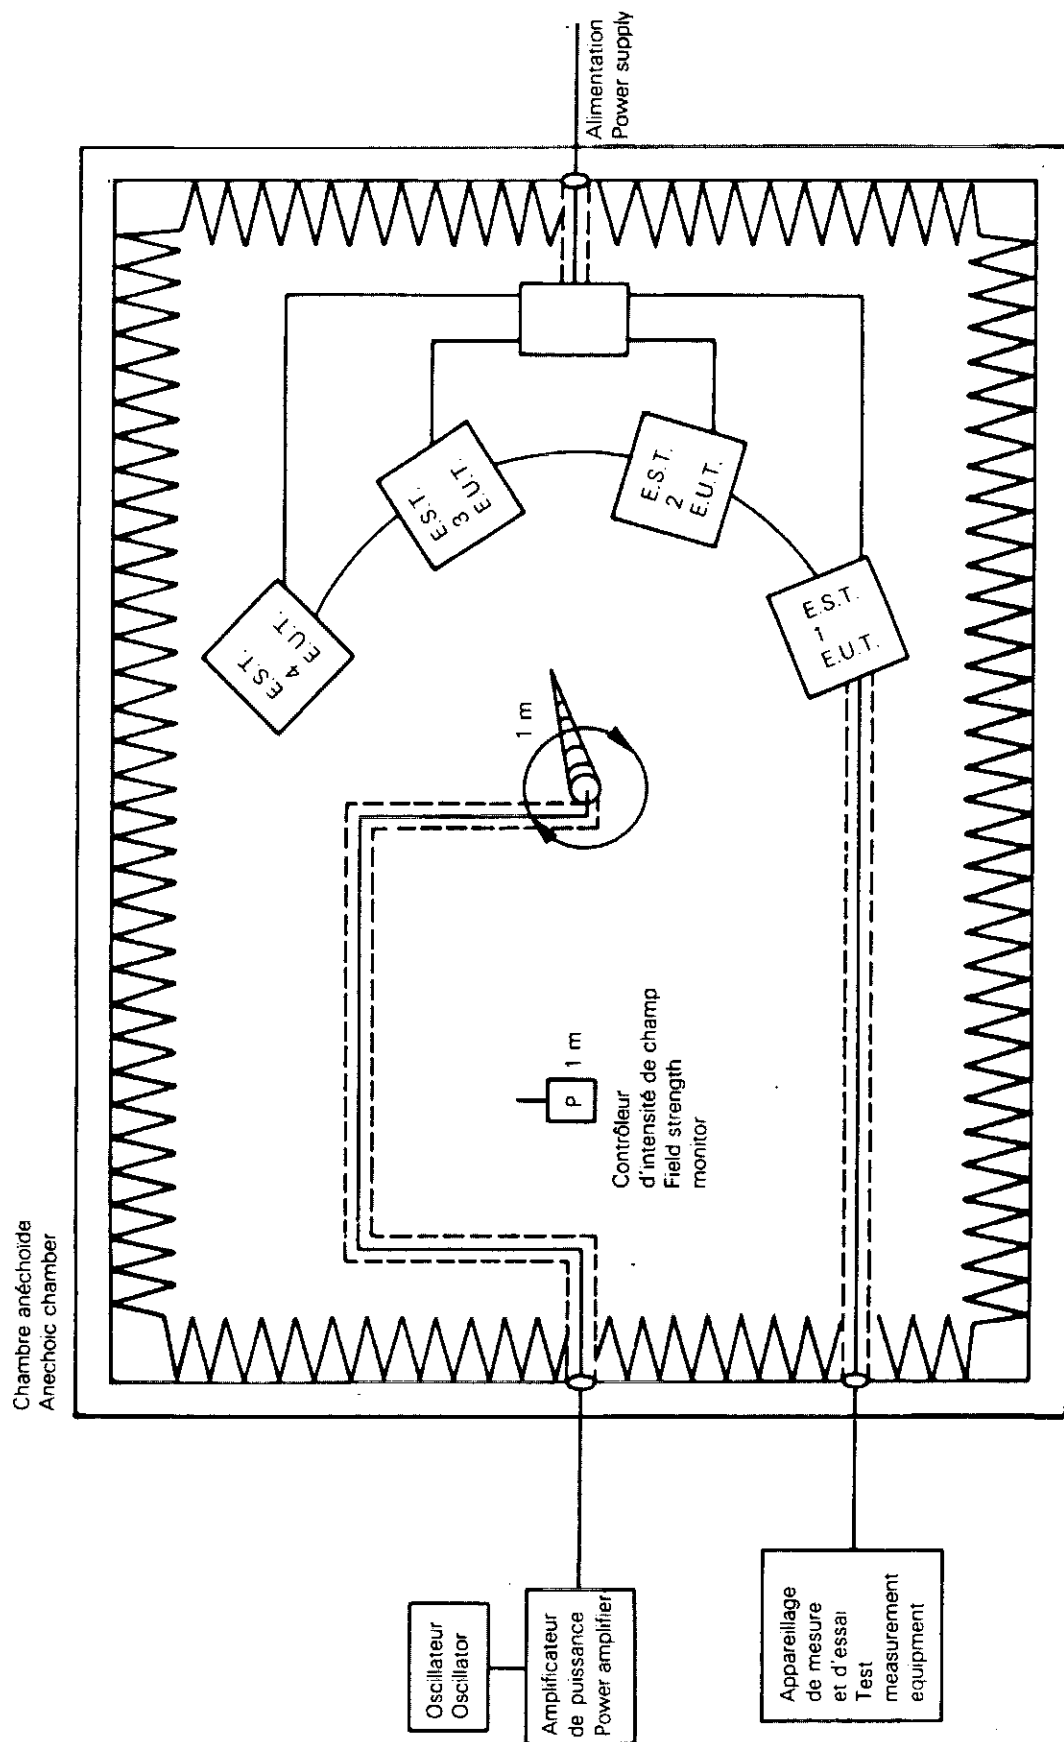 Chambre anéchoïde
Anechoic chamber
Oscillateur
Oscillator
Amplificateur
de puissance
Power amplifier
Appareillage
de mesure
et d'essai
Test
measurement
equipment
P
1 m
Contrôleur
d'intensité de champ
Field strength
monitor
1 m
E.S.T.
4
E.U.T.
E.S.T.
3
E.U.T.
E.S.T.
2
E.U.T.
E.S.T.
1
E.U.T.
Alimentation
Power supply